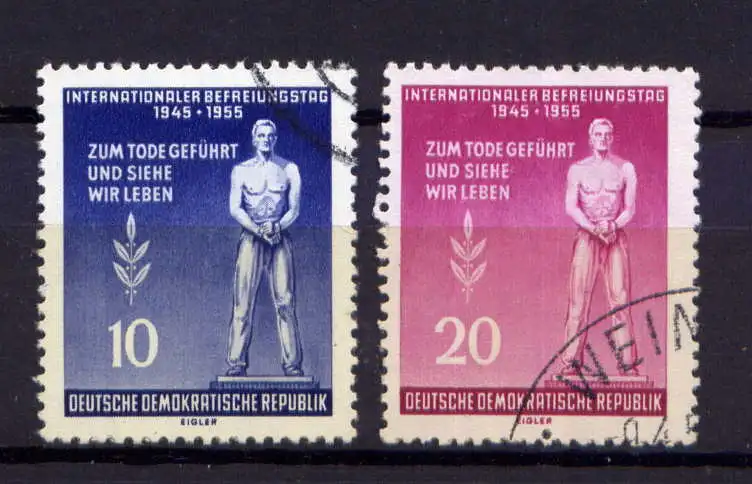 INTERNATIONALER BEFREIUNGSTAG
1945 · 1955
ZUM TODE GEFÜHRT
UND SIEHE
WIR LEBEN
10
DEUTSCHE DEMOKRATISCHE REPUBLIK
EIGLER
INTERNATIONALER BEFREIUNGSTAG
1945 · 1955
ZUM TODE GEFÜHRT
UND SIEHE
WIR LEBEN
20
DEUTSCHE DEMOKRATISCHE REPUBLIK
EIGLER
WEIN